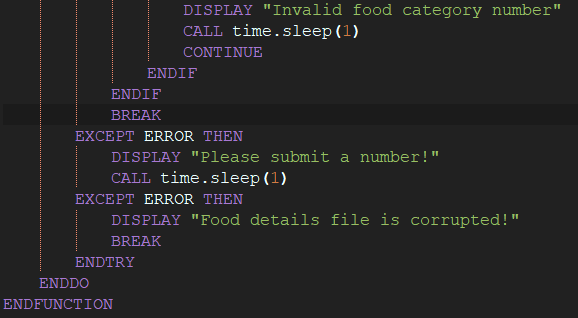 DISPLAY "Invalid food category number"
CALL time.sleep(1)
CONTINUE
ENDIF
ENDIF
BREAK
EXCEPT ERROR THEN
DISPLAY "Please submit a number!"
CALL time.sleep(1)
EXCEPT ERROR THEN
DISPLAY "Food details file is corrupted!"
BREAK
ENDTRY
ENDDO
ENDFUNCTION